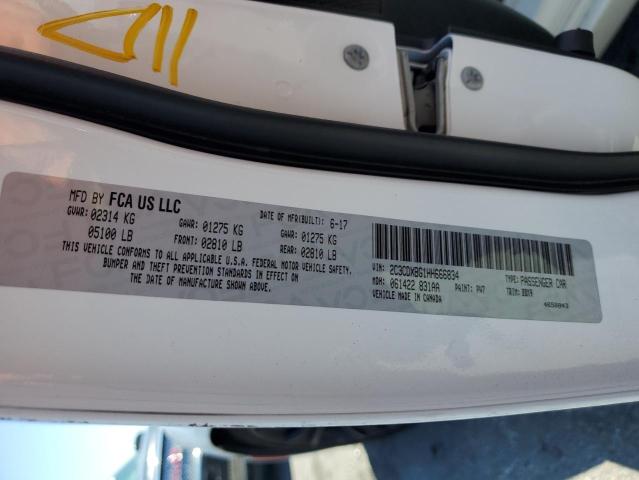 MFD BY FCA US LLC
GVWR: 02314 KG
05100 LB
GAWR: 01275 KG
FRONT: 02810 LB
DATE OF MFR(BUILT): 6-17
GAWR: 01275 KG
REAR: 02810 LB
THIS VEHICLE CONFORMS TO ALL APPLICABLE U.S.A. FEDERAL MOTOR VEHICLE SAFETY,
BUMPER AND THEFT PREVENTION STANDARDS IN EFFECT ON
THE DATE OF MANUFACTURE SHOWN ABOVE.
VIN: 2C3CDXBG1HH666834
TYPE: PASSENGER CAR
MDH: 061422 831AA
PAINT: PW7
TRIM:
VEHICLE MADE IN CANADA